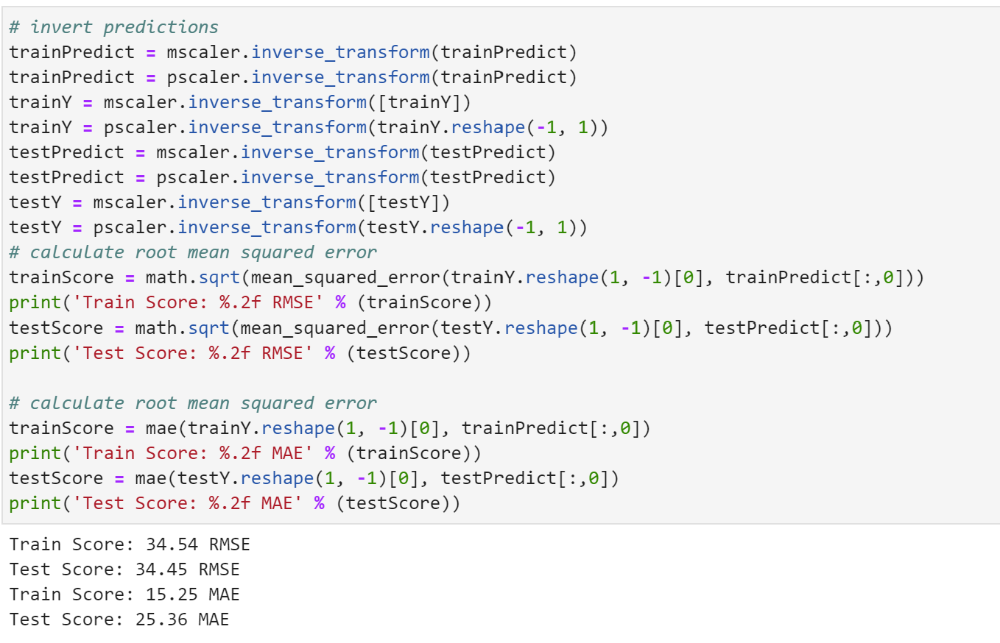 # invert predictions
trainPredict = mscaler.inverse_transform(trainPredict)
trainPredict = pscaler.inverse_transform(trainPredict)
trainY = mscaler.inverse_transform([trainY])
trainY = pscaler.inverse_transform(trainY.reshape(-1, 1))
testPredict = mscaler.inverse_transform(testPredict)
testPredict = pscaler.inverse_transform(testPredict)
testY = mscaler.inverse_transform([testY])
testY = pscaler.inverse_transform(testY.reshape(-1, 1))
# calculate root mean squared error
trainScore = math.sqrt(mean_squared_error(trainY.reshape(1, -1)[0], trainPredict[:,0]))
print('Train Score: %.2f RMSE' % (trainScore))
testScore = math.sqrt(mean_squared_error(testY.reshape(1, -1)[0], testPredict[:,0]))
print('Test Score: %.2f RMSE' % (testScore))

# calculate root mean squared error
trainScore = mae(trainY.reshape(1, -1)[0], trainPredict[:,0])
print('Train Score: %.2f MAE' % (trainScore))
testScore = mae(testY.reshape(1, -1)[0], testPredict[:,0])
print('Test Score: %.2f MAE' % (testScore))
Train Score: 34.54 RMSE
Test Score: 34.45 RMSE
Train Score: 15.25 MAE
Test Score: 25.36 MAE